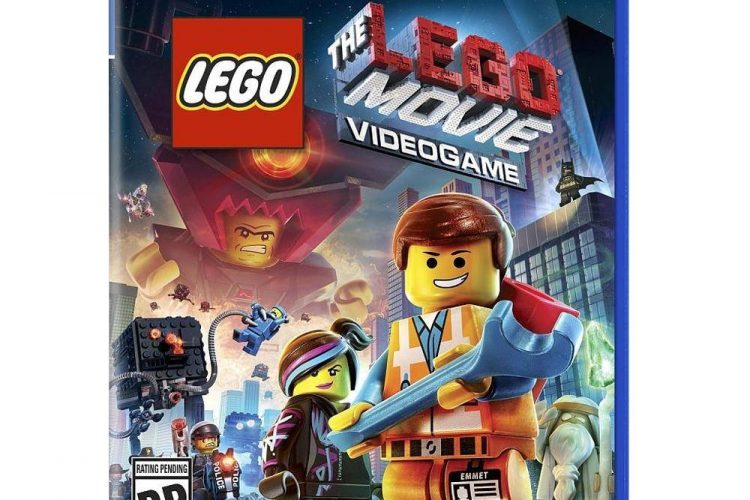 LEGO
THE
LEGO®
MOVIE
VIDEOGAME
RATING PENDING
RP
POLICE
EMMET